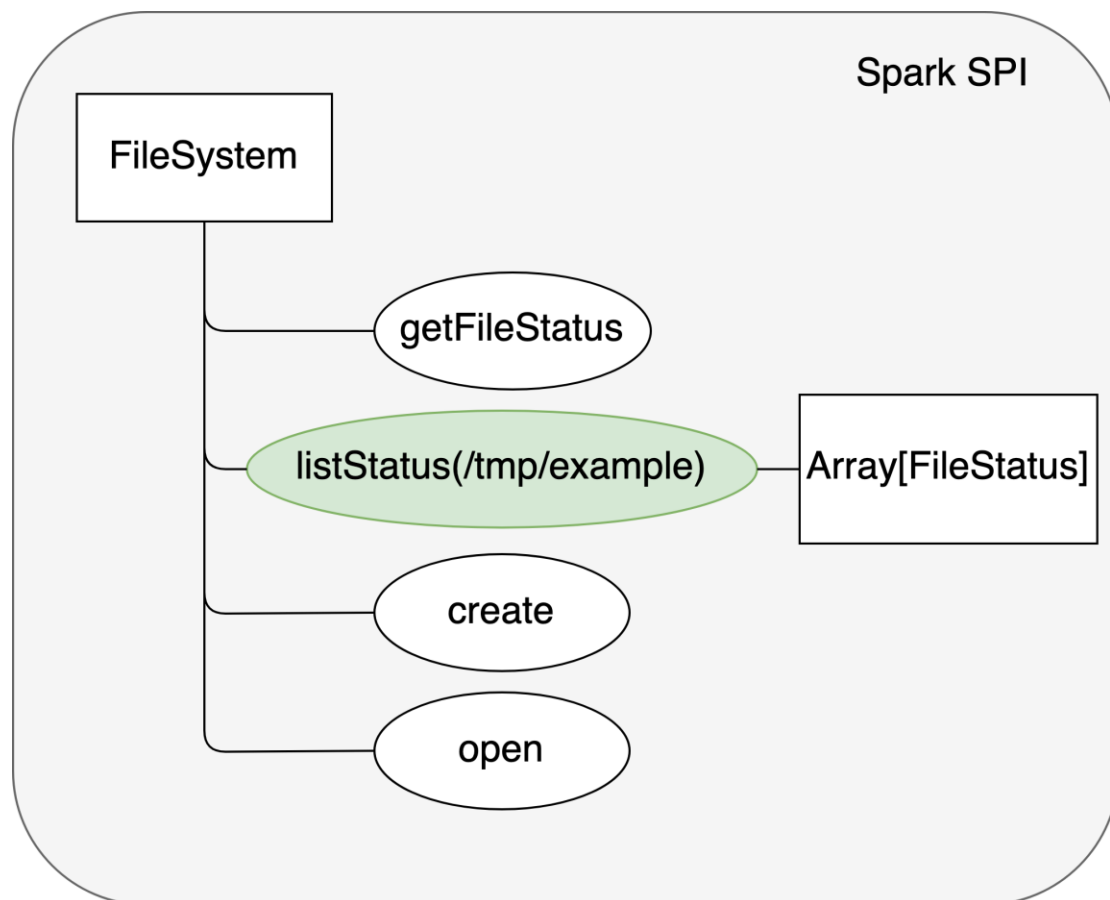 Spark SPI
FileSystem
getFileStatus
listStatus(/tmp/example)
Array[FileStatus]
create
open